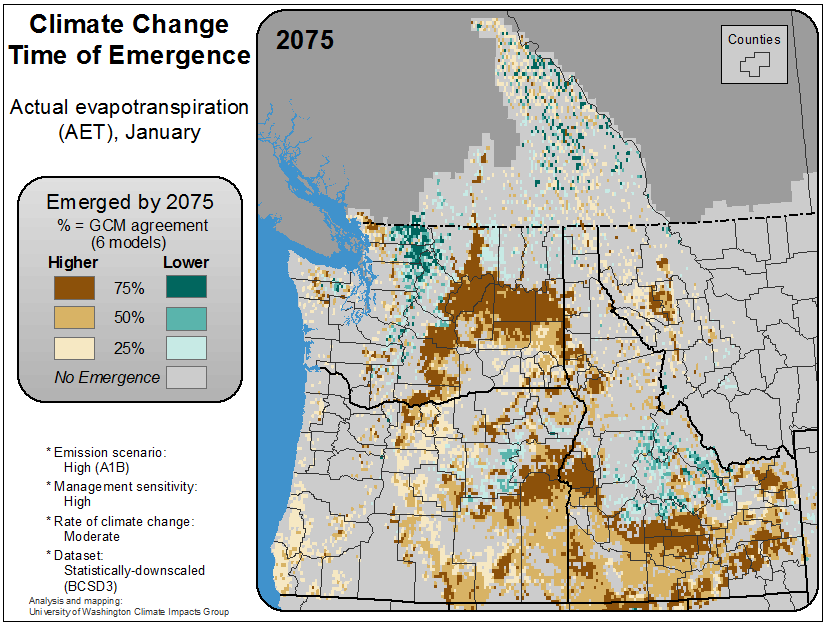 Climate Change
Time of Emergence
Actual evapotranspiration
(AET), January
Emerged by 2075
% = GCM agreement
(6 models)
Higher Lower
75%
50%
25%
No Emergence
* Emission scenario:
High (A1B)
* Management sensitivity:
High
* Rate of climate change:
Moderate
* Dataset:
Statistically-downscaled
(BCSD3)
Analysis and mapping:
University of Washington Climate Impacts Group
2075
Counties